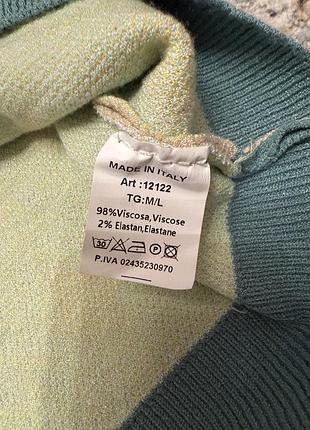 MADE IN ITALY
Art :12122
TG:M/L
98%Viscosa,Viscose
2% Elastan,Elastane
30 P
P.IVA 02435230970